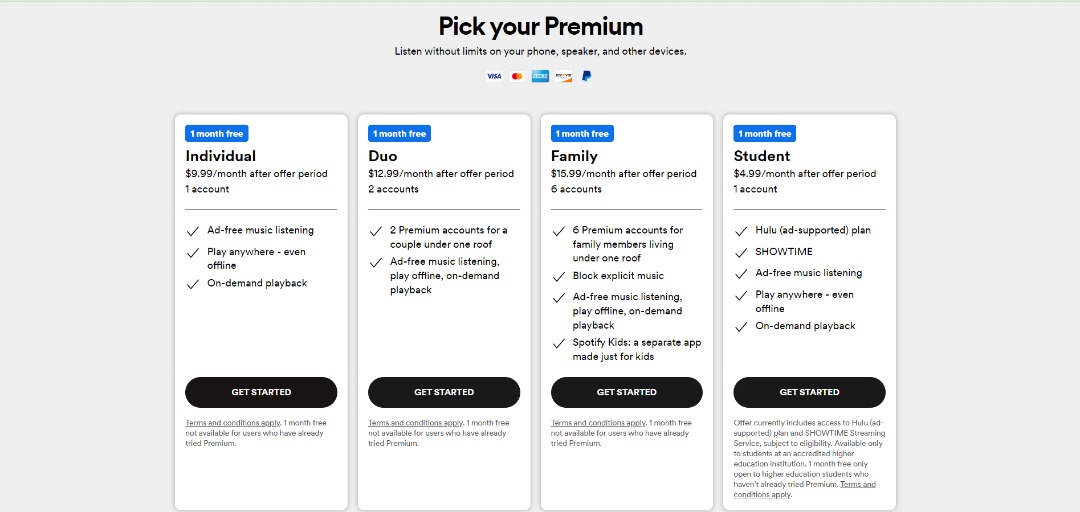 Pick your Premium
Listen without limits on your phone, speaker, and other devices.
VISA
1 month free
Individual
$9.99/month after offer period
1 account
Ad-free music listening
Play anywhere - even
offline
On-demand playback
GET STARTED
Terms and conditions apply. 1 month free
not available for users who have already
tried Premium.
1 month free
Duo
$12.99/month after offer period
2 accounts
2 Premium accounts for a
couple under one roof
Ad-free music listening,
play offline, on-demand
playback
GET STARTED
Terms and conditions apply. 1 month free
not available for users who have already
tried Premium.
1 month free
Family
$15.99/month after offer period
6 accounts
6 Premium accounts for
family members living
under one roof
Block explicit music
Ad-free music listening,
play offline, on-demand
playback
Spotify Kids: a separate app
made just for kids
GET STARTED
Terms and conditions apply. 1 month free
not available for users who have already
tried Premium.
1 month free
Student
$4.99/month after offer period
1 account
Hulu (ad-supported) plan
SHOWTIME
Ad-free music listening
Play anywhere - even
offline
On-demand playback
GET STARTED
Offer currently includes access to Hulu (ad-
supported) plan and SHOWTIME Streaming
Service, subject to eligibility. Available only
to students at an accredited higher
education institution. 1 month free only
open to higher education students who
haven't already tried Premium. Terms and
conditions apply.